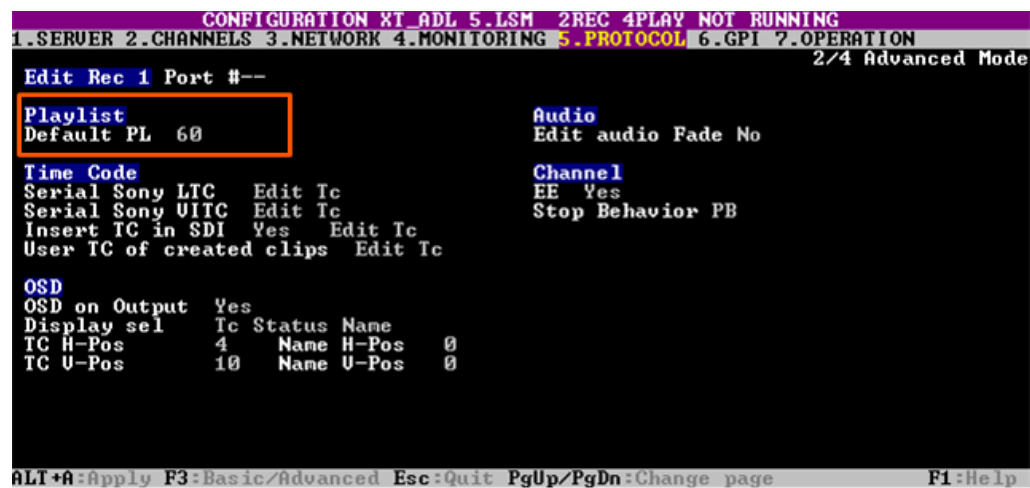 CONFIGURATION XT_ADL 5.LSM 2REC 4PLAY NOT RUNNING
1.SERVER 2.CHANNELS 3.NETWORK 4.MONITORING 5.PROTOCOL 6.GPI 7.OPERATION
2/4 Advanced Mode
Edit Rec 1 Port #--
Playlist
Default PL 60
Audio
Edit audio Fade No
Time Code
Serial Sony LTC Edit Tc
Serial Sony VITC Edit Tc
Insert TC in SDI Yes Edit Tc
User TC of created clips Edit Tc
Channel
EE Yes
Stop Behavior PB
OSD
OSD on Output Yes
Display sel Tc Status Name
TC H-Pos 4 Name H-Pos 0
TC V-Pos 10 Name V-Pos 0
ALT+A:Apply F3:Basic/Advanced Esc:Quit PgUp/PgDn:Change page F1:Help